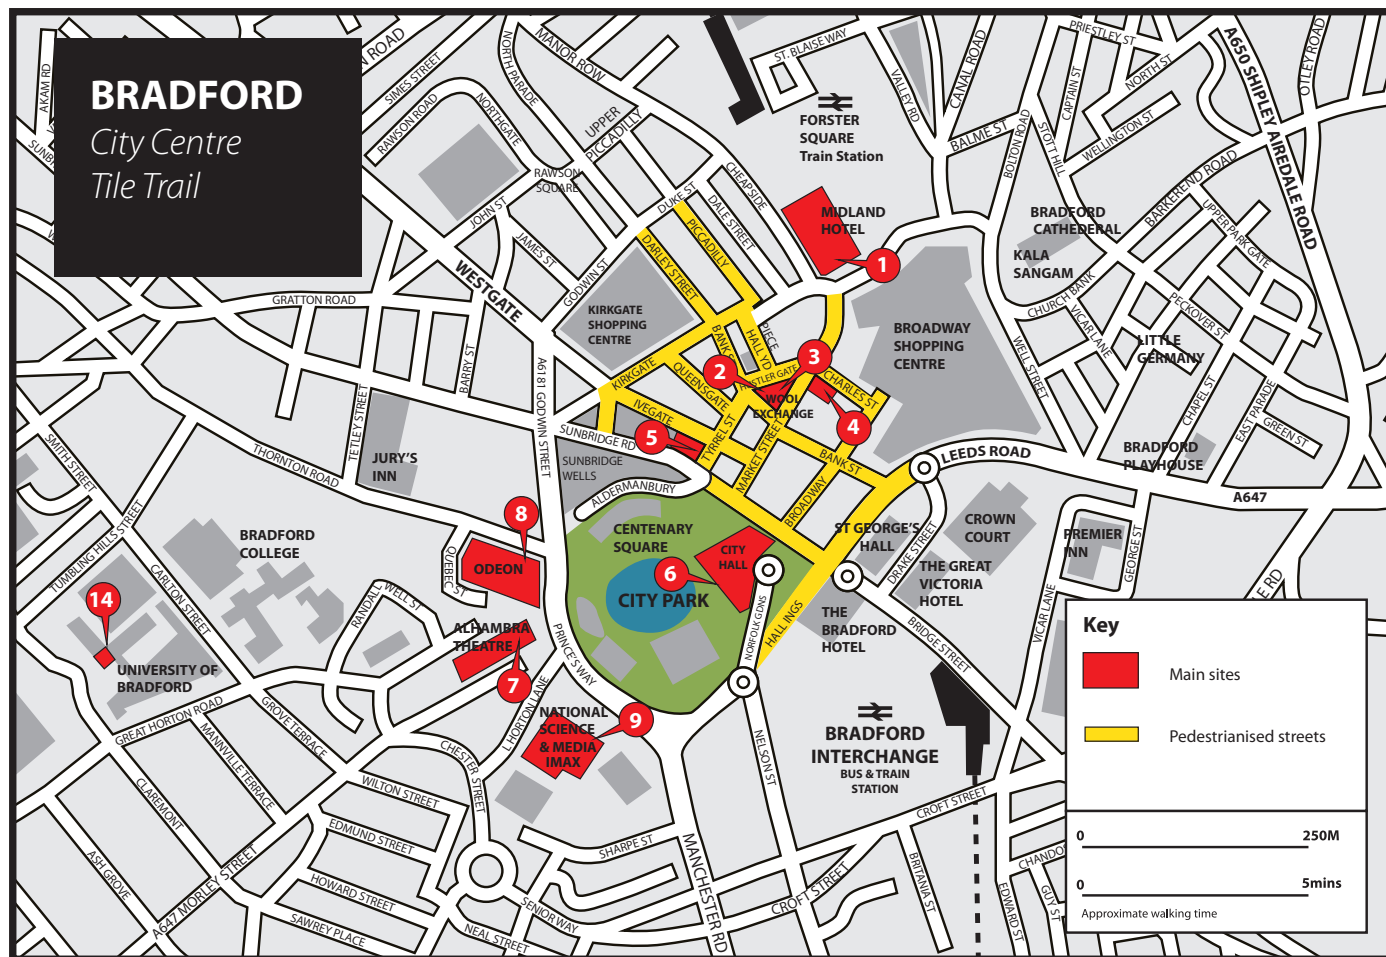 BRADFORD
City Centre
Tile Trail
AKAM RD
SIMES STREET
RAWSON ROAD
NORTHGATE
NORTH PARADE
MANOR ROW
UPPER
PICCADILLY
RAWSON
SQUARE
JOHN ST
JAMES ST
GODWIN ST
DUKE ST
CHEAPSIDE
DALE STREET
PICCADILLY
DARLEY STREET
ST. BLAISE WAY
VALLEY RD
CANAL ROAD
BALME ST
BOLTON ROAD
STOTT HILL
CAPTAIN ST
PRIESTLEY ST
NORTH ST
WELLINGTON ST
A650 SHIPLEY AIREDALE ROAD
OTLEY ROAD
BARKEREND ROAD
UPPER PARK GATE
FORSTER
SQUARE
Train Station
MIDLAND
HOTEL
1
BRADFORD
CATHEDERAL
KALA
SANGAM
CHURCH BANK
VICAR LANE
PECKOVER ST
LITTLE
GERMANY
WELL STREET
CHAPEL ST
EAST PARADE
GREEN ST
BRADFORD
PLAYHOUSE
WESTGATE
GRATTON ROAD
BARRY ST
TETLEY STREET
A6181 GODWIN STREET
KIRKGATE
SHOPPING
CENTRE
BANK ST
PIECE
HALL YD
BROADWAY
SHOPPING
CENTRE
2
3
HUSTLER GATE
CHARLES ST
WOOL
EXCHANGE
4
KIRKGATE
QUEENSGATE
IVEGATE
SUNBRIDGE RD
5
TYRREL ST
MARKET STREET
BANK ST
BROADWAY
SUNBRIDGE
WELLS
ALDERMANBURY
LEEDS ROAD
A647
SMITH STREET
THORNTON ROAD
JURY'S
INN
TUMBLING HILLS STREET
CARLTON STREET
BRADFORD
COLLEGE
8
ODEON
QUEBEC ST
CENTENARY
SQUARE
CITY
HALL
6
CITY PARK
ST GEORGE'S
HALL
DRAKE STREET
CROWN
COURT
THE GREAT
VICTORIA
HOTEL
PREMIER
INN
GEORGE ST
VICAR LANE
14
UNIVERSITY OF
BRADFORD
RANDALL
WELL ST
ALHAMBRA
THEATRE
7
PRINCE'S WAY
NORFOLK GDNS
HALL INGS
THE
BRADFORD
HOTEL
BRIDGE STREET
GREAT HORTON ROAD
GROVE TERRACE
MANNVILLE TERRACE
CLAREMONT
ASH GROVE
A647 MORLEY STREET
WILTON STREET
CHESTER STREET
L HORTON LANE
NATIONAL
SCIENCE
& MEDIA
IMAX
9
NELSON ST
BRADFORD
INTERCHANGE
BUS & TRAIN
STATION
EDMUND STREET
HOWARD STREET
SAWREY PLACE
NEAL STREET
SENIOR WAY
SHARPE ST
MANCHESTER RD
CROFT STREET
CROFT STREET
BRITANIA ST
EDWARD ST
GUY ST
Key
Main sites
Pedestrianised streets
0 250M
0 5mins
Approximate walking time